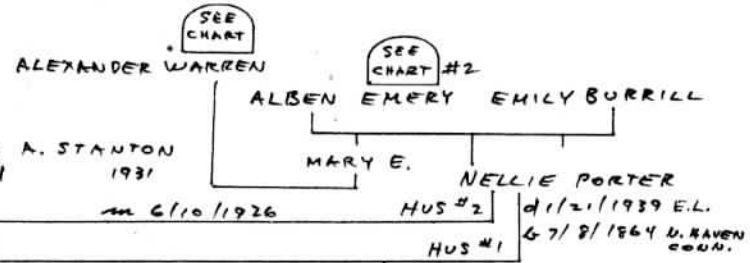 SEE
CHART
ALEXANDER WARREN
SEE
CHART #2
ALBEN EMERY EMILY BURRILL
A. STANTON
1931
MARY E.
NELLIE PORTER
m 6/10/1926 HUS #2 d 1/21/1939 E.L.
HUS #1 b 7/8/1864 N. HAVEN
CONN.